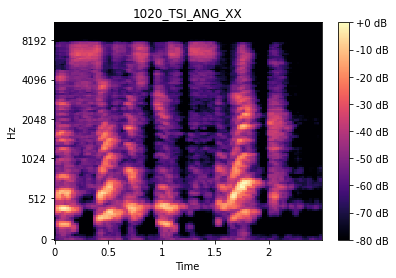 1020_TSI_ANG_XX
8192
4096
2048
1024
512
0
Hz
0
0.5
1
1.5
2
Time
+0 dB
-10 dB
-20 dB
-30 dB
-40 dB
-50 dB
-60 dB
-70 dB
-80 dB